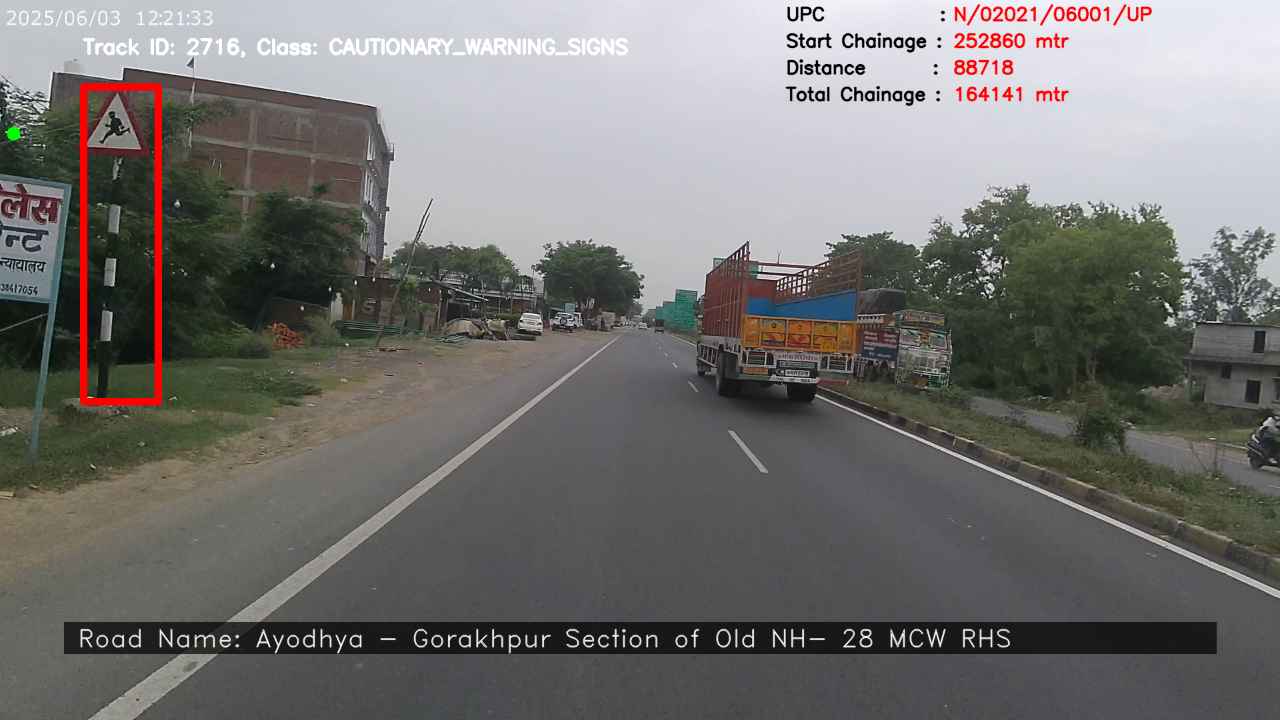 2025/06/03 12:21:33
Track ID: 2716, Class: CAUTIONARY_WARNING_SIGNS
UPC : N/02021/06001/UP
Start Chainage : 252860 mtr
Distance : 88718
Total Chainage : 164141 mtr
न्यायालय
Road Name: Ayodhya - Gorakhpur Section of Old NH- 28 MCW RHS